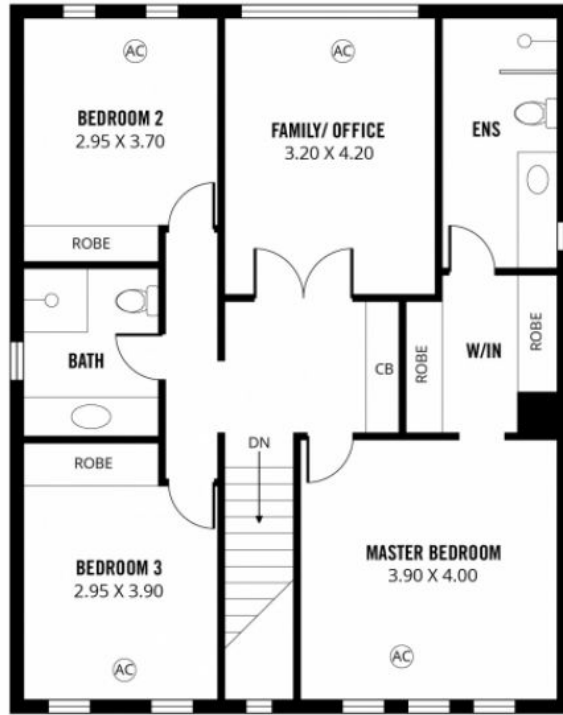 AC
BEDROOM 2
2.95 X 3.70
ROBE
AC
FAMILY/ OFFICE
3.20 X 4.20
ENS
BATH
CB
ROBE
W/IN
ROBE
ROBE
DN
BEDROOM 3
2.95 X 3.90
AC
MASTER BEDROOM
3.90 X 4.00
AC